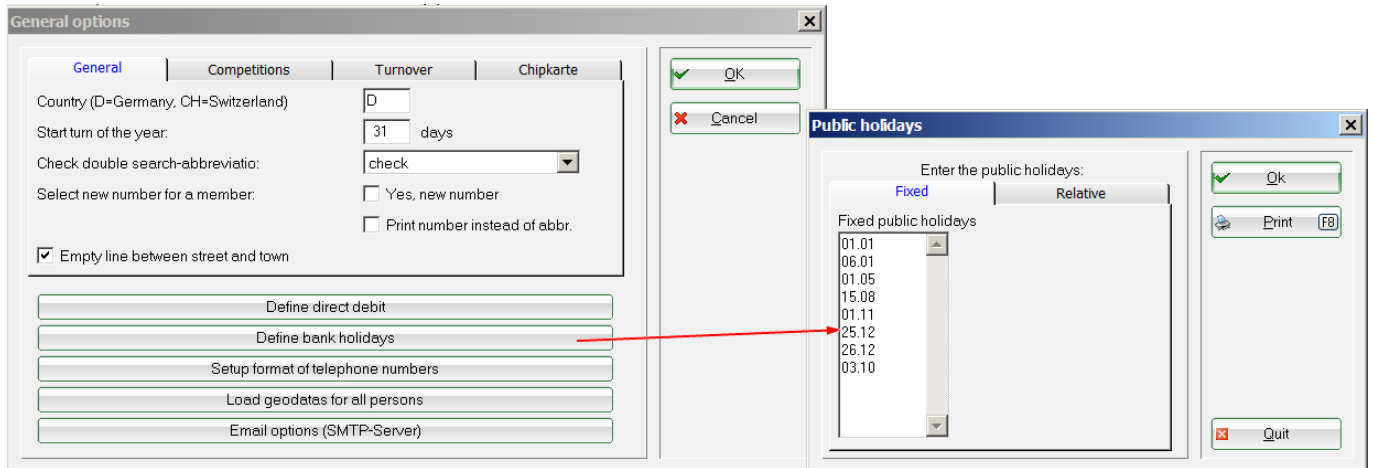 General options
General Competitions Turnover Chipkarte
Country (D=Germany, CH=Switzerland) D
Start turn of the year: 31 days
Check double search-abbreviatio: check
Select new number for a member: Yes, new number
Print number instead of abbr.
Empty line between street and town
Define direct debit
Define bank holidays
Setup format of telephone numbers
Load geodatas for all persons
Email options (SMTP-Server)
OK
Cancel
Public holidays
Enter the public holidays:
Fixed Relative
Fixed public holidays
01.01
06.01
01.05
15.08
01.11
25.12
26.12
03.10
Ok
Print F8
Quit